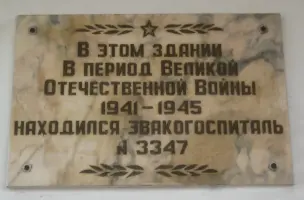 В этом здании
В период Великой
Отечественной Войны
1941-1945
находился эвакогоспиталь
№ 3347